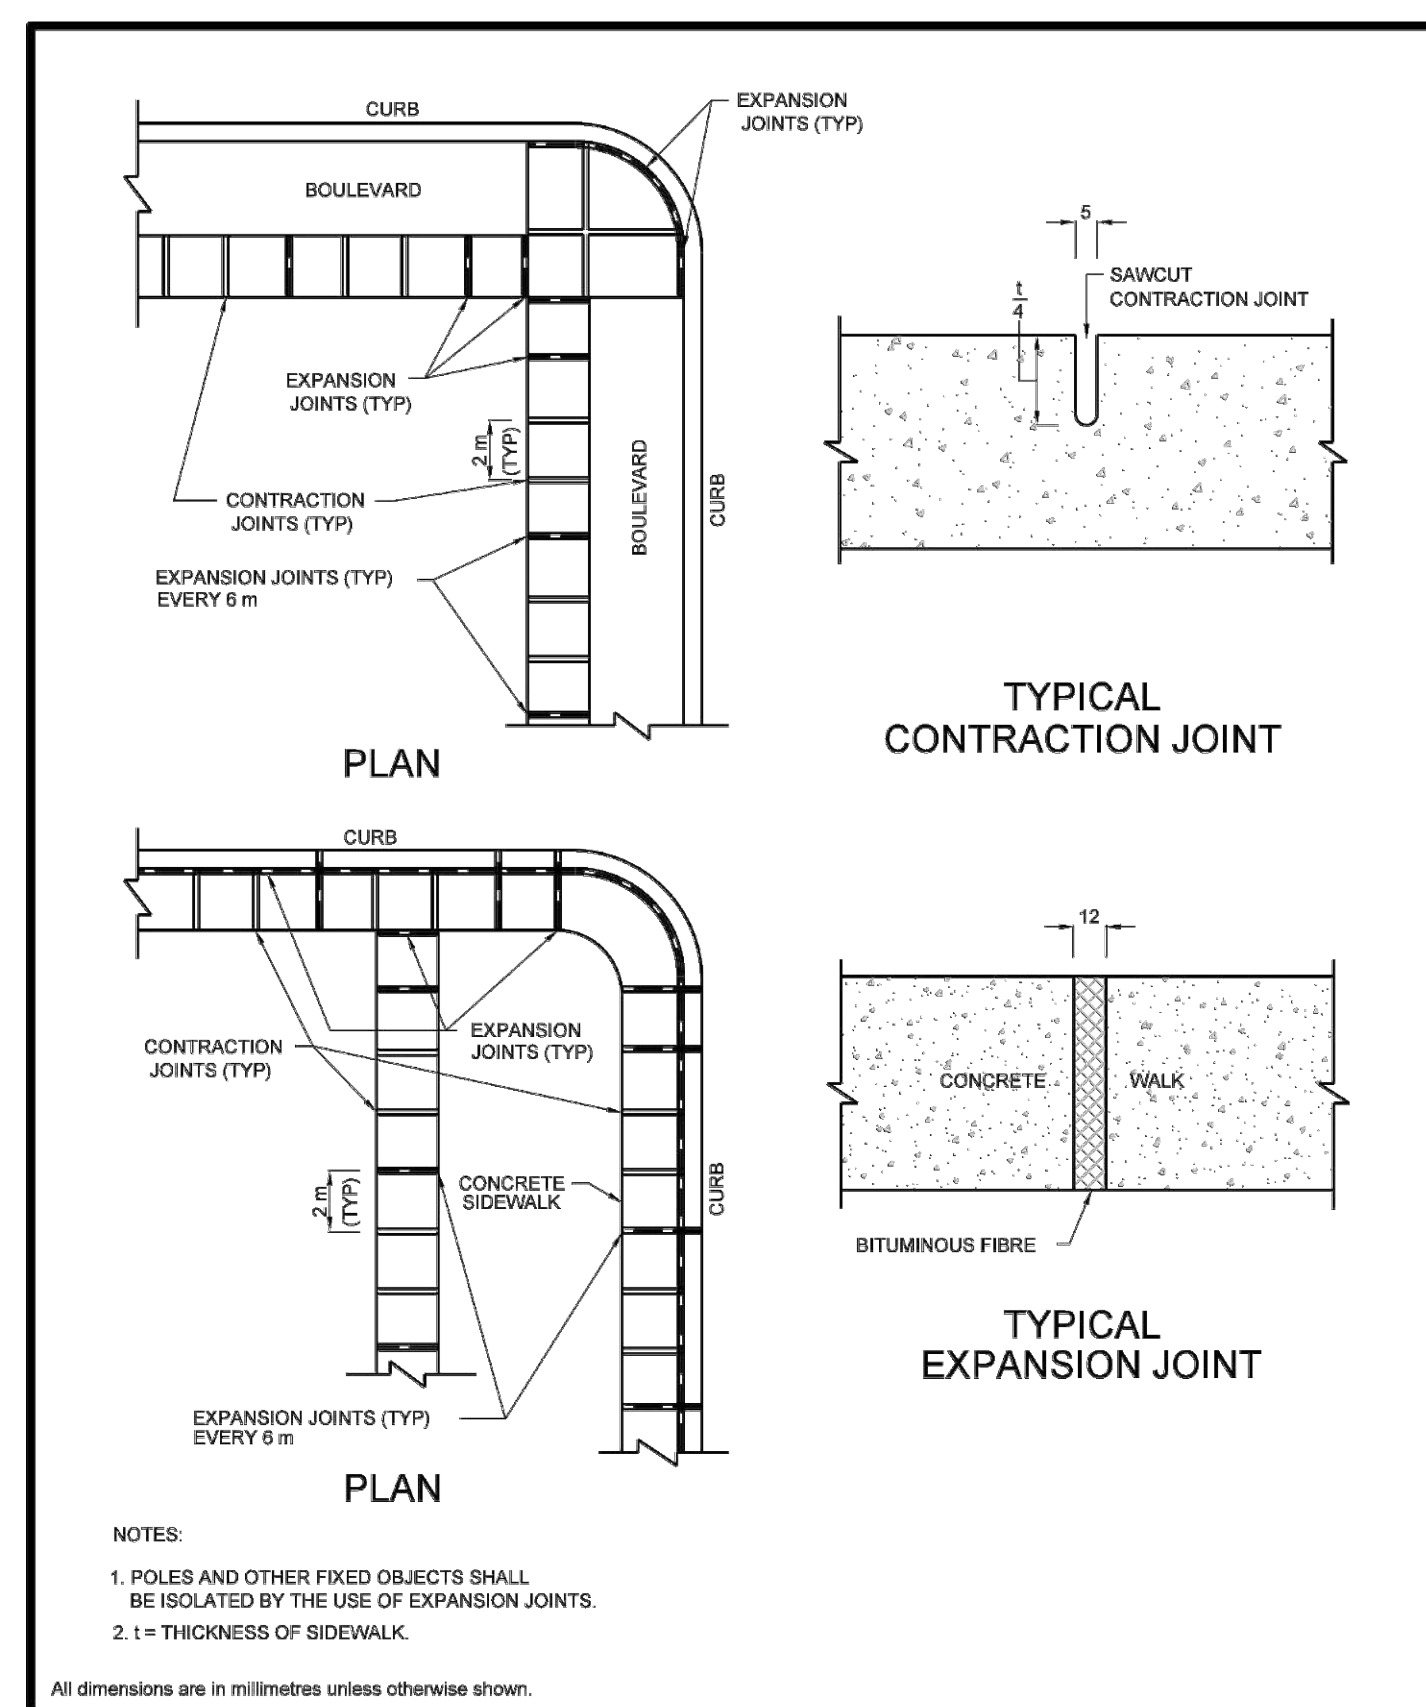 CURB
EXPANSION
JOINTS (TYP)
BOULEVARD
EXPANSION
JOINTS (TYP)
2 m
(TYP)
CONTRACTION
JOINTS (TYP)
BOULEVARD
CURB
EXPANSION JOINTS (TYP)
EVERY 6 m
PLAN
5
SAWCUT
CONTRACTION JOINT
t
4
TYPICAL
CONTRACTION JOINT
CURB
EXPANSION
JOINTS (TYP)
CONTRACTION
JOINTS (TYP)
2 m
(TYP)
CONCRETE
SIDEWALK
CURB
EXPANSION JOINTS (TYP)
EVERY 6 m
PLAN
12
CONCRETE WALK
BITUMINOUS FIBRE
TYPICAL
EXPANSION JOINT
NOTES:
1. POLES AND OTHER FIXED OBJECTS SHALL
BE ISOLATED BY THE USE OF EXPANSION JOINTS.
2. t = THICKNESS OF SIDEWALK.
All dimensions are in millimetres unless otherwise shown.